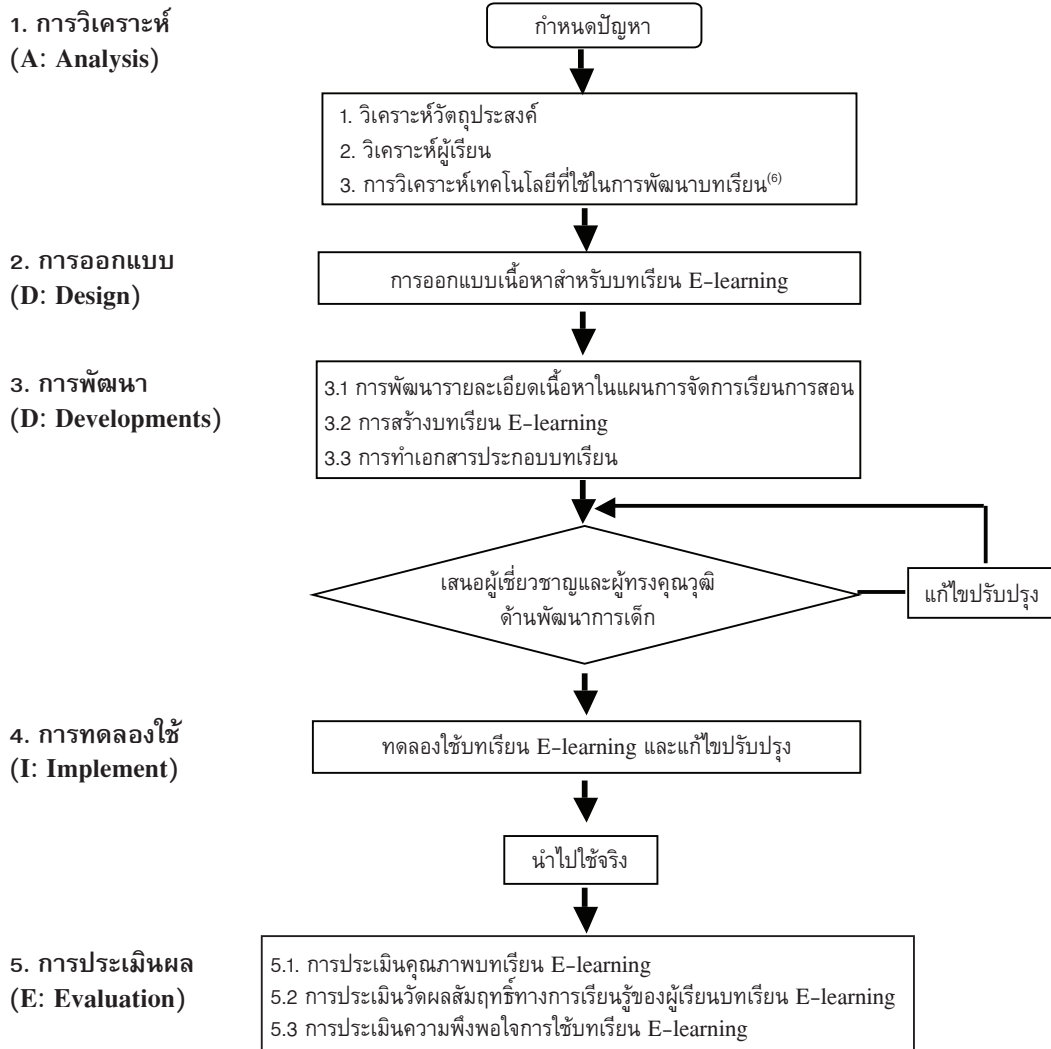 1. การวิเคราะห์
(A: Analysis)
กำหนดปัญหา
1. วิเคราะห์วัตถุประสงค์
2. วิเคราะห์ผู้เรียน
3. การวิเคราะห์เทคโนโลยีที่ใช้ในการพัฒนาบทเรียน(6)
2. การออกแบบ
(D: Design)
การออกแบบเนื้อหาสำหรับบทเรียน E-learning
3. การพัฒนา
(D: Developments)
3.1 การพัฒนารายละเอียดเนื้อหาในแผนการจัดการเรียนการสอน
3.2 การสร้างบทเรียน E-learning
3.3 การทำเอกสารประกอบบทเรียน
เสนอผู้เชี่ยวชาญและผู้ทรงคุณวุฒิ
ด้านพัฒนาการเด็ก
แก้ไขปรับปรุง
4. การทดลองใช้
(I: Implement)
ทดลองใช้บทเรียน E-learning และแก้ไขปรับปรุง
นำไปใช้จริง
5. การประเมินผล
(E: Evaluation)
5.1. การประเมินคุณภาพบทเรียน E-learning
5.2 การประเมินวัดผลสัมฤทธิ์ทางการเรียนรู้ของผู้เรียนบทเรียน E-learning
5.3 การประเมินความพึงพอใจการใช้บทเรียน E-learning